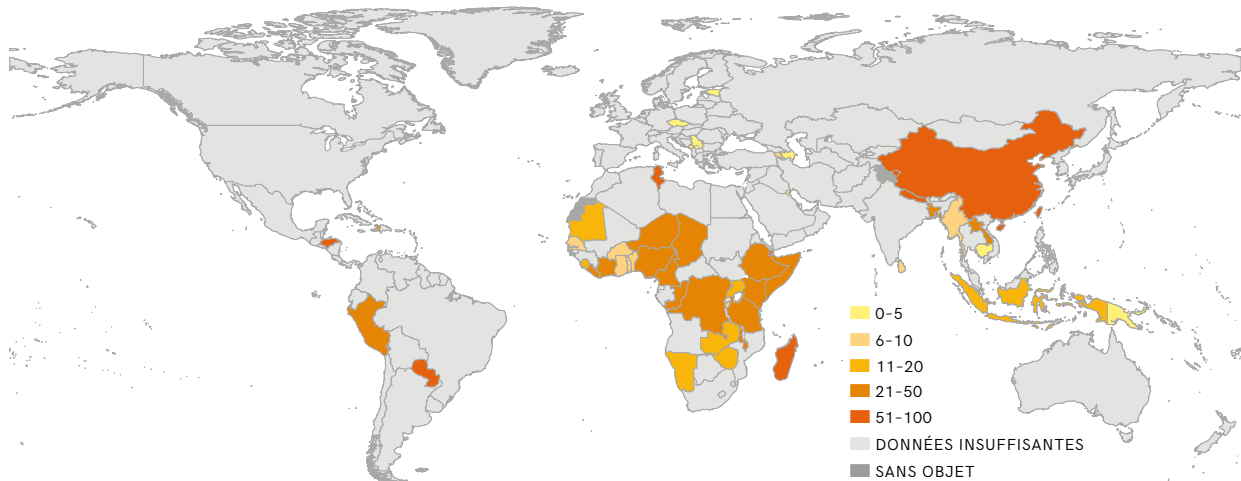 0–5
6–10
11–20
21–50
51–100
DONNÉES INSUFFISANTES
SANS OBJET